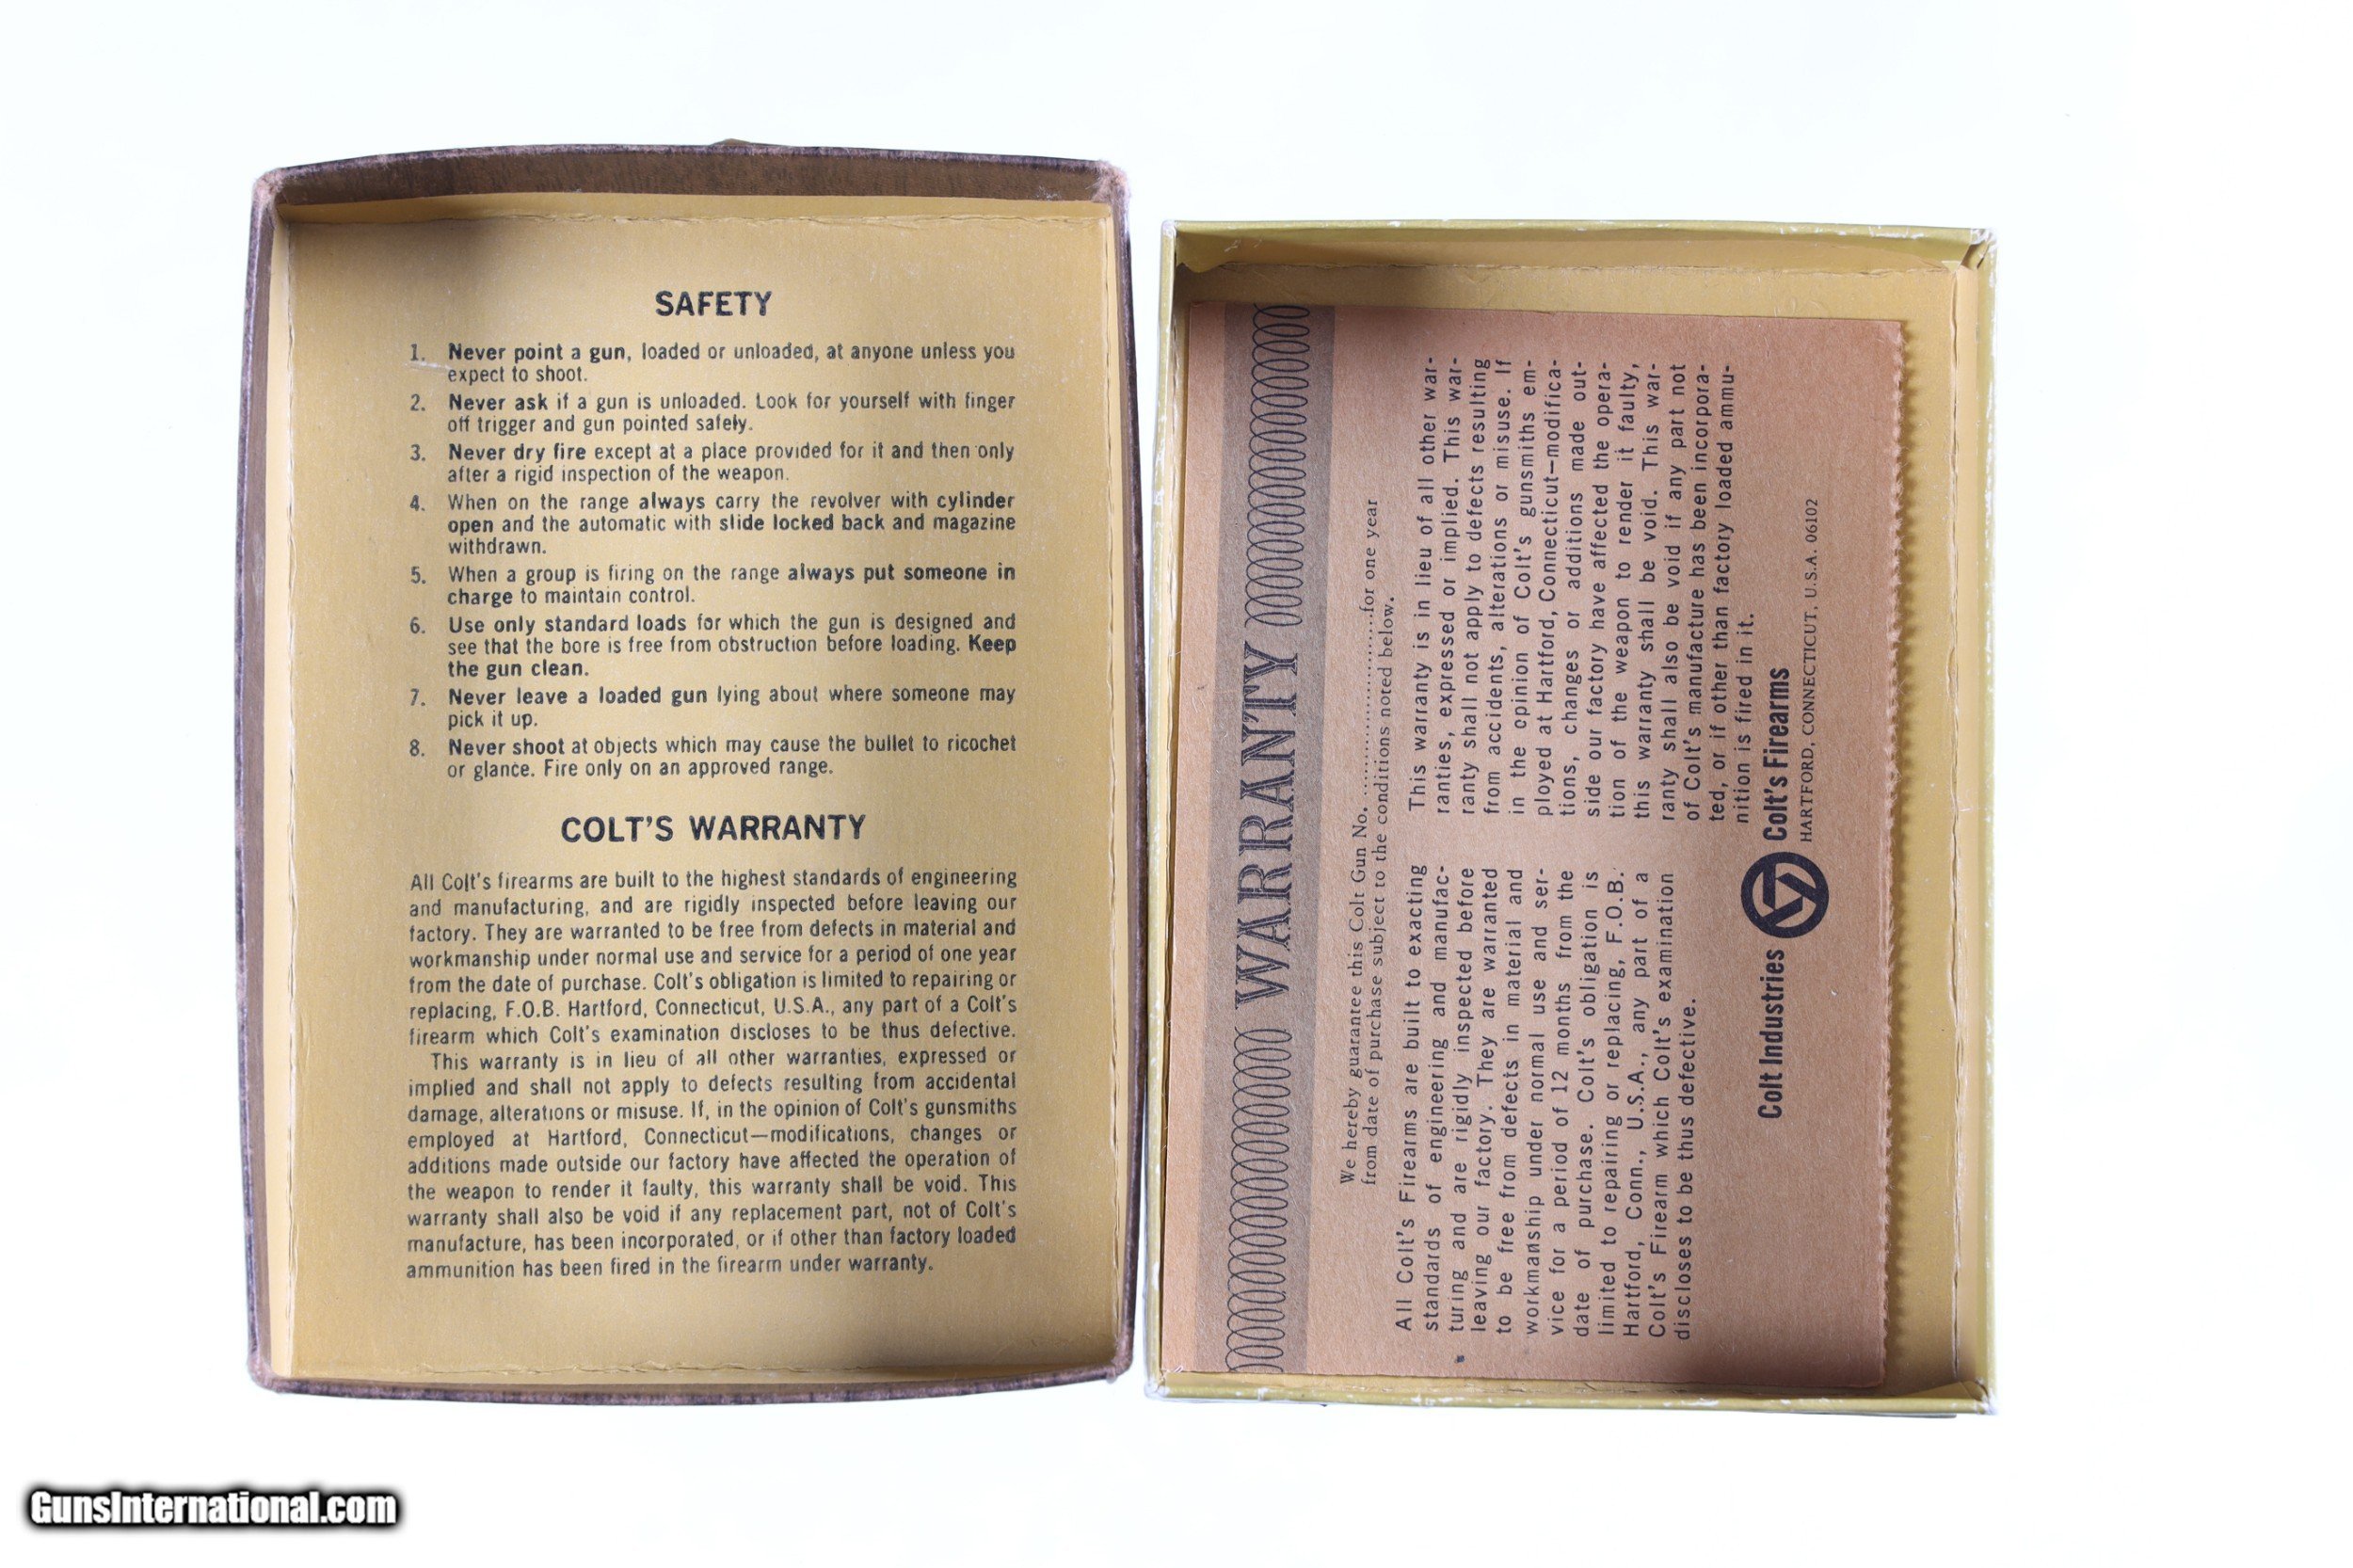 SAFETY
1. Never point a gun, loaded or unloaded, at anyone unless you
expect to shoot.
2. Never ask if a gun is unloaded. Look for yourself with finger
off trigger and gun pointed safely.
3. Never dry fire except at a place provided for it and then only
after a rigid inspection of the weapon.
4. When on the range always carry the revolver with cylinder
open and the automatic with slide locked back and magazine
withdrawn.
5. When a group is firing on the range always put someone in
charge to maintain control.
6. Use only standard loads for which the gun is designed and
see that the bore is free from obstruction before loading. Keep
the gun clean.
7. Never leave a loaded gun lying about where someone may
pick it up.
8. Never shoot at objects which may cause the bullet to ricochet
or glance. Fire only on an approved range.
COLT'S WARRANTY
All Colt's firearms are built to the highest standards of engineering
and manufacturing, and are rigidly inspected before leaving our
factory. They are warranted to be free from defects in material and
workmanship under normal use and service for a period of one year
from the date of purchase. Colt's obligation is limited to repairing or
replacing, F.O.B. Hartford, Connecticut, U.S.A., any part of a Colt's
firearm which Colt's examination discloses to be thus defective.
This warranty is in lieu of all other warranties, expressed or
implied and shall not apply to defects resulting from accidental
damage, alterations or misuse. If, in the opinion of Colt's gunsmiths
employed at Hartford, Connecticut—modifications, changes or
additions made outside our factory have affected the operation of
the weapon to render it faulty, this warranty shall be void. This
warranty shall also be void if any replacement part, not of Colt's
manufacture, has been incorporated, or if other than factory loaded
ammunition has been fired in the firearm under warranty.
WARRANTY
We hereby guarantee this Colt Gun No. ........................for one year
from date of purchase subject to the conditions noted below.
All Colt's Firearms are built to exacting
standards of engineering and manufac-
turing and are rigidly inspected before
leaving our factory. They are warranted
to be free from defects in material and
workmanship under normal use and ser-
vice for a period of 12 months from the
date of purchase. Colt's obligation is
limited to repairing or replacing, F.O.B.
Hartford, Conn., U.S.A., any part of a
Colt's Firearm which Colt's examination
discloses to be thus defective.
This warranty is in lieu of all other war-
ranties, expressed or implied. This war-
ranty shall not apply to defects resulting
from accidents, alterations or misuse. If
in the opinion of Colt's gunsmiths em-
ployed at Hartford, Connecticut—modifica-
tions, changes or additions made out-
side our factory have affected the opera-
tion of the weapon to render it faulty,
this warranty shall be void. This war-
ranty shall also be void if any part not
of Colt's manufacture has been incorpora-
ted, or if other than factory loaded ammu-
nition is fired in it.
Colt Industries Colt's Firearms
HARTFORD, CONNECTICUT, U.S.A. 06102
GunsInternational.com